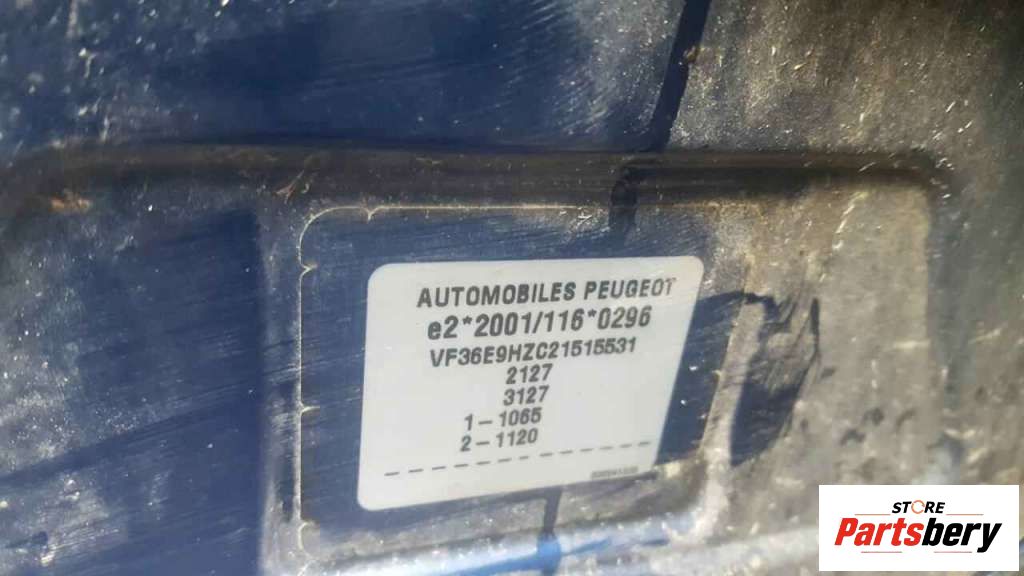 AUTOMOBILES PEUGEOT
e2*2001/116*0296
VF36E9HZC21515531
2127
3127
1-1065
2-1120
STORE
Partsbery